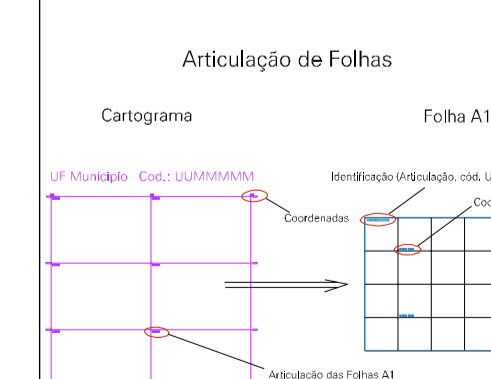 Articulação de Folhas
Cartograma
Folha A1
UF Município Cod.: UUMMMMM
Identificação (Articulação, cód. U
Coordenadas
Articulação das Folhas A1